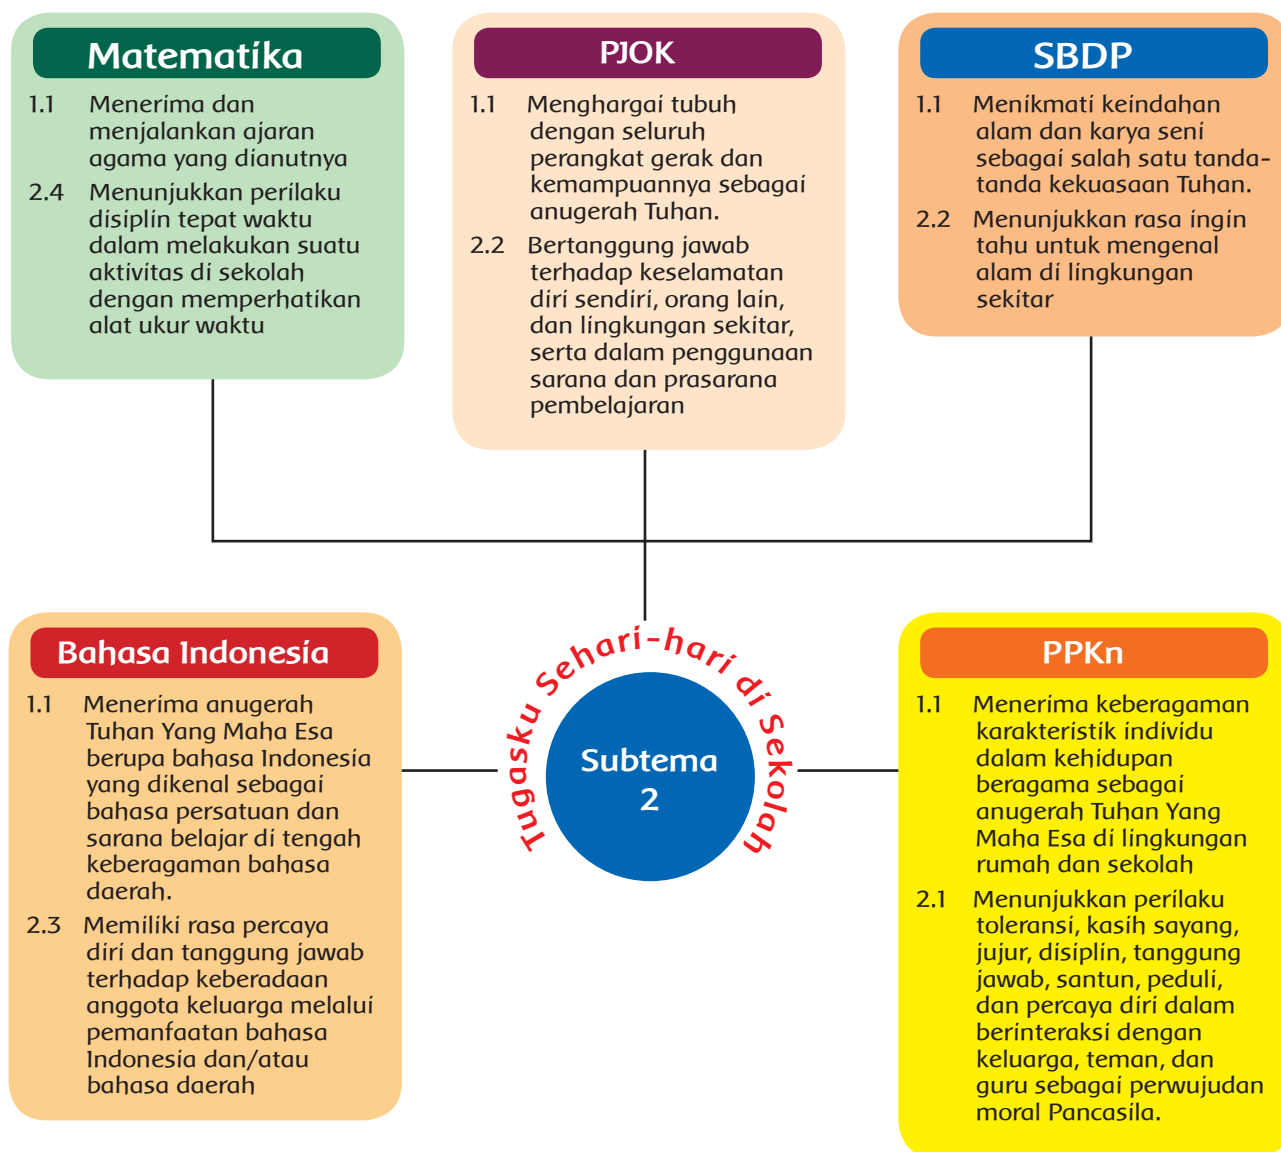 Matematika
1.1 Menerima dan
menjalankan ajaran
agama yang dianutnya
2.4 Menunjukkan perilaku
disiplin tepat waktu
dalam melakukan suatu
aktivitas di sekolah
dengan memperhatikan
alat ukur waktu
PJOK
1.1 Menghargai tubuh
dengan seluruh
perangkat gerak dan
kemampuannya sebagai
anugerah Tuhan.
2.2 Bertanggung jawab
terhadap keselamatan
diri sendiri, orang lain,
dan lingkungan sekitar,
serta dalam penggunaan
sarana dan prasarana
pembelajaran
SBDP
1.1 Menikmati keindahan
alam dan karya seni
sebagai salah satu tanda-
tanda kekuasaan Tuhan.
2.2 Menunjukkan rasa ingin
tahu untuk mengenal
alam di lingkungan
sekitar
Bahasa Indonesia
1.1 Menerima anugerah
Tuhan Yang Maha Esa
berupa bahasa Indonesia
yang dikenal sebagai
bahasa persatuan dan
sarana belajar di tengah
keberagaman bahasa
daerah.
2.3 Memiliki rasa percaya
diri dan tanggung jawab
terhadap keberadaan
anggota keluarga melalui
pemanfaatan bahasa
Indonesia dan/atau
bahasa daerah
Tugasku Sehari-hari di Sekolah
Subtema
2
PPKn
1.1 Menerima keberagaman
karakteristik individu
dalam kehidupan
beragama sebagai
anugerah Tuhan Yang
Maha Esa di lingkungan
rumah dan sekolah
2.1 Menunjukkan perilaku
toleransi, kasih sayang,
jujur, disiplin, tanggung
jawab, santun, peduli,
dan percaya diri dalam
berinteraksi dengan
keluarga, teman, dan
guru sebagai perwujudan
moral Pancasila.